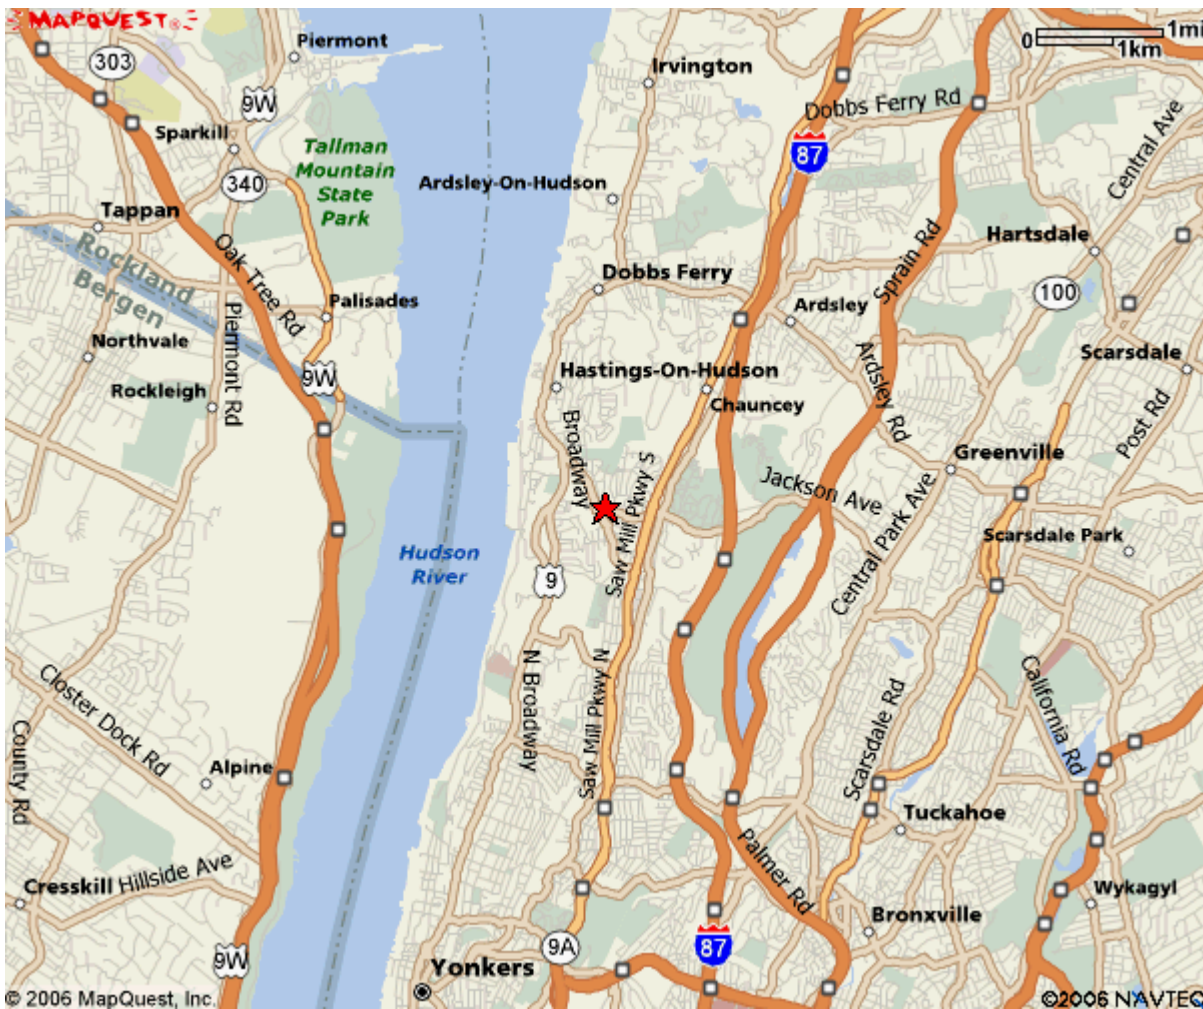 MAPQUEST
®
0
1mi
1km
303
Piermont
9W
Irvington
Dobbs Ferry Rd
Sparkill
Tallman
Mountain
State
Park
87
Central Ave
340
Ardsley-On-Hudson
Tappan
Oak Tree Rd
Hartsdale
Rockland
Bergen
Dobbs Ferry
Sprain Rd
100
Palisades
Ardsley
Northvale
Piermont Rd
9W
Scarsdale
Rockleigh
Hastings-On-Hudson
Chauncey
Ardsley Rd
Post Rd
Broadway
Greenville
Saw Mill Pkwy S
Jackson Ave
Central Park Ave
Scarsdale Park
Hudson
River
9
N Broadway
Saw Mill Pkwy N
Closter Dock Rd
Scarsdale Rd
California Rd
County Rd
Alpine
Tuckahoe
Palmer Rd
Cresskill
Hillside Ave
Wykagyl
Bronxville
9W
9A
87
Yonkers
© 2006 MapQuest, Inc.
©2006 NAVTEQ